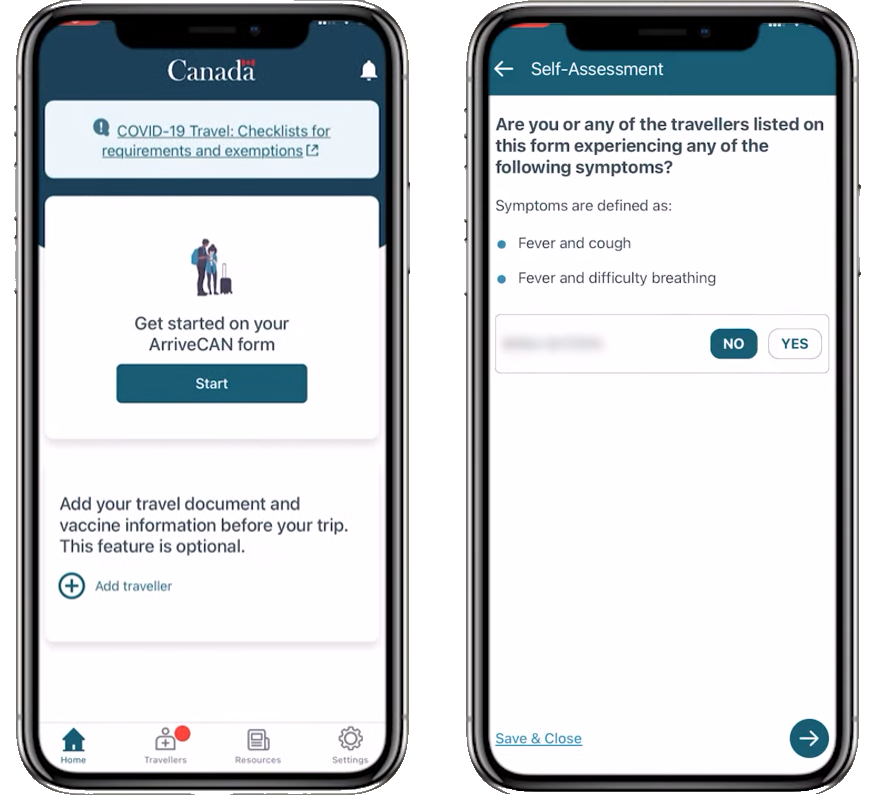 Canada
COVID-19 Travel: Checklists for
requirements and exemptions
Get started on your
ArriveCAN form
Start
Add your travel document and
vaccine information before your trip.
This feature is optional.
Add traveller
Home
Travellers
Resources
Settings
Self-Assessment
Are you or any of the travellers listed on
this form experiencing any of the
following symptoms?
Symptoms are defined as:
Fever and cough
Fever and difficulty breathing
NO
YES
Save & Close